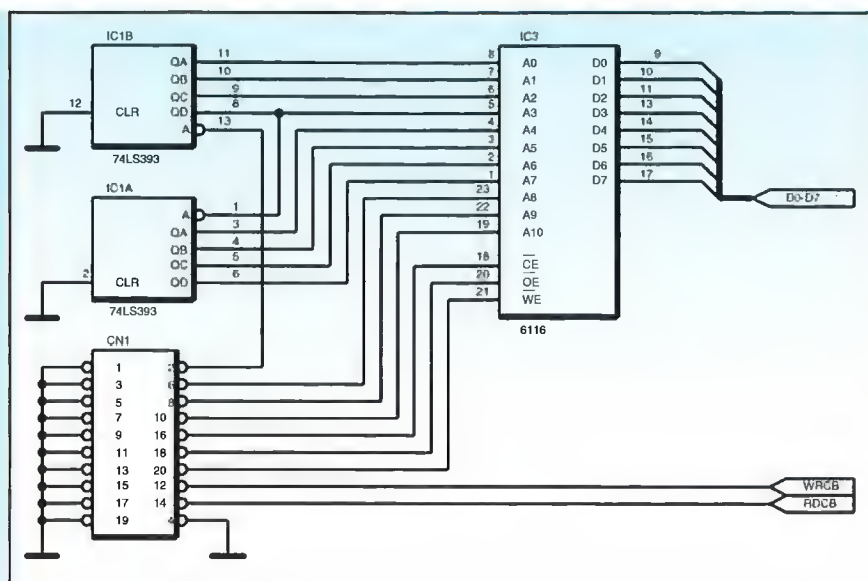 IC1B
QA 11
QB 10
QC 9
QD 8
A 13
12 CLR
74LS393
IC1A
A 1
QA 3
QB 4
QC 5
QD 6
2 CLR
74LS393
CN1
1
3 6
5 8
7 10
9 16
11 18
13 20
15 12
17 14
19 4
IC3
8 A0 D0 9
7 A1 D1 10
6 A2 D2 11
5 A3 D3 13
4 A4 D4 14
3 A5 D5 15
2 A6 D6 16
1 A7 D7 17
23 A8
22 A9
19 A10
18 CE
20 OE
21 WE
6116
D0-D7
WRCB
RDCB